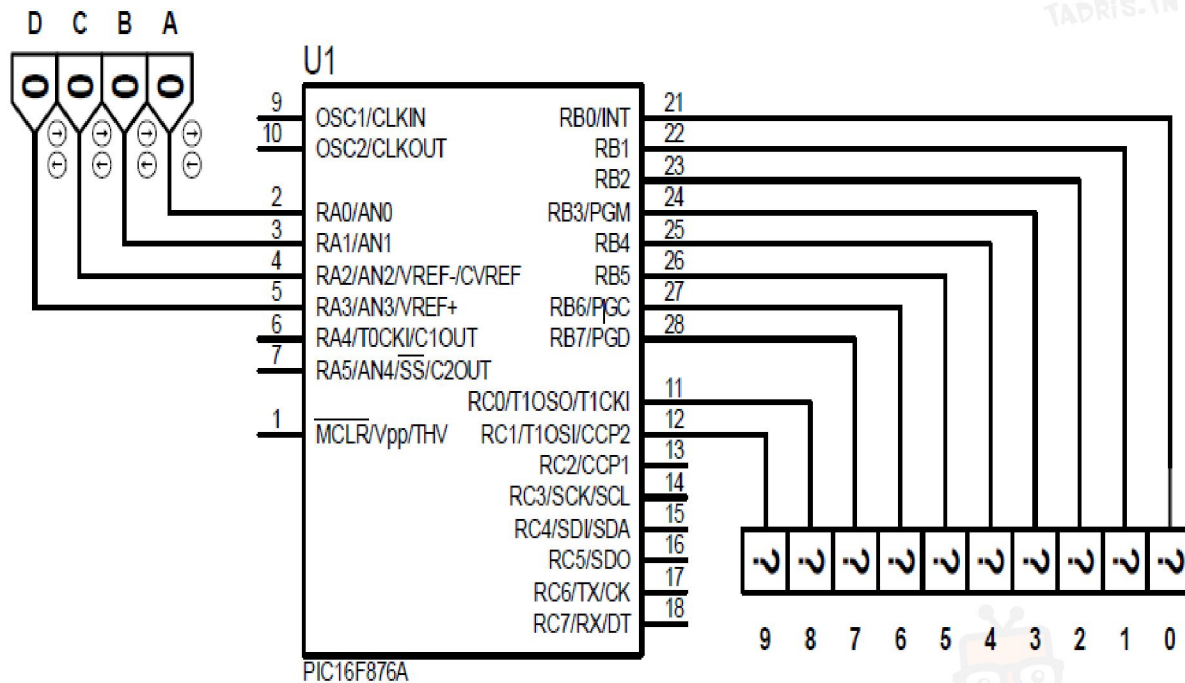 TADRIS.IN
D C B A
0 0 0 0
U1
9 OSC1/CLKIN
10 OSC2/CLKOUT
2 RA0/AN0
3 RA1/AN1
4 RA2/AN2/VREF-/CVREF
5 RA3/AN3/VREF+
6 RA4/T0CKI/C1OUT
7 RA5/AN4/SS/C2OUT
1 MCLR/Vpp/THV
RB0/INT 21
RB1 22
RB2 23
RB3/PGM 24
RB4 25
RB5 26
RB6/PGC 27
RB7/PGD 28
RC0/T1OSO/T1CKI 11
RC1/T1OSI/CCP2 12
RC2/CCP1 13
RC3/SCK/SCL 14
RC4/SDI/SDA 15
RC5/SDO 16
RC6/TX/CK 17
RC7/RX/DT 18
PIC16F876A
? ? ? ? ? ? ? ? ? ?
9 8 7 6 5 4 3 2 1 0